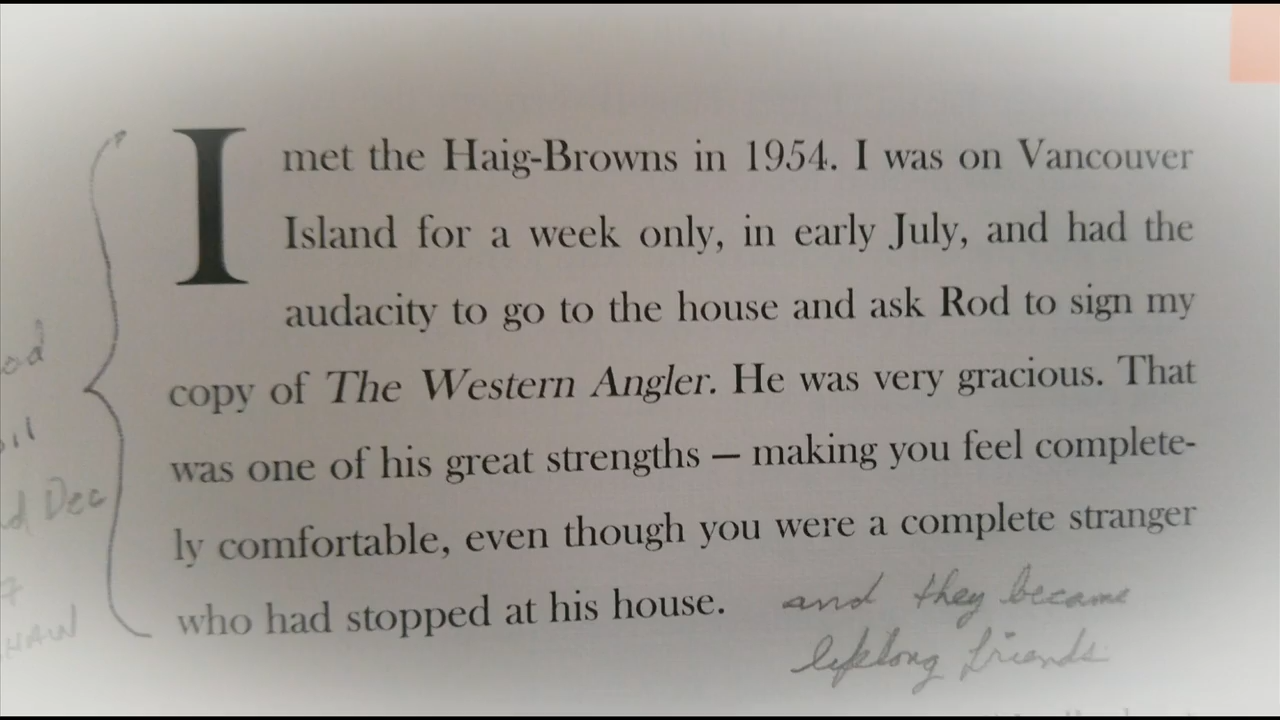 I met the Haig-Browns in 1954. I was on Vancouver
Island for a week only, in early July, and had the
audacity to go to the house and ask Rod to sign my
copy of The Western Angler. He was very gracious. That
was one of his great strengths — making you feel complete-
ly comfortable, even though you were a complete stranger
who had stopped at his house. and they became
lifelong friends
Dec